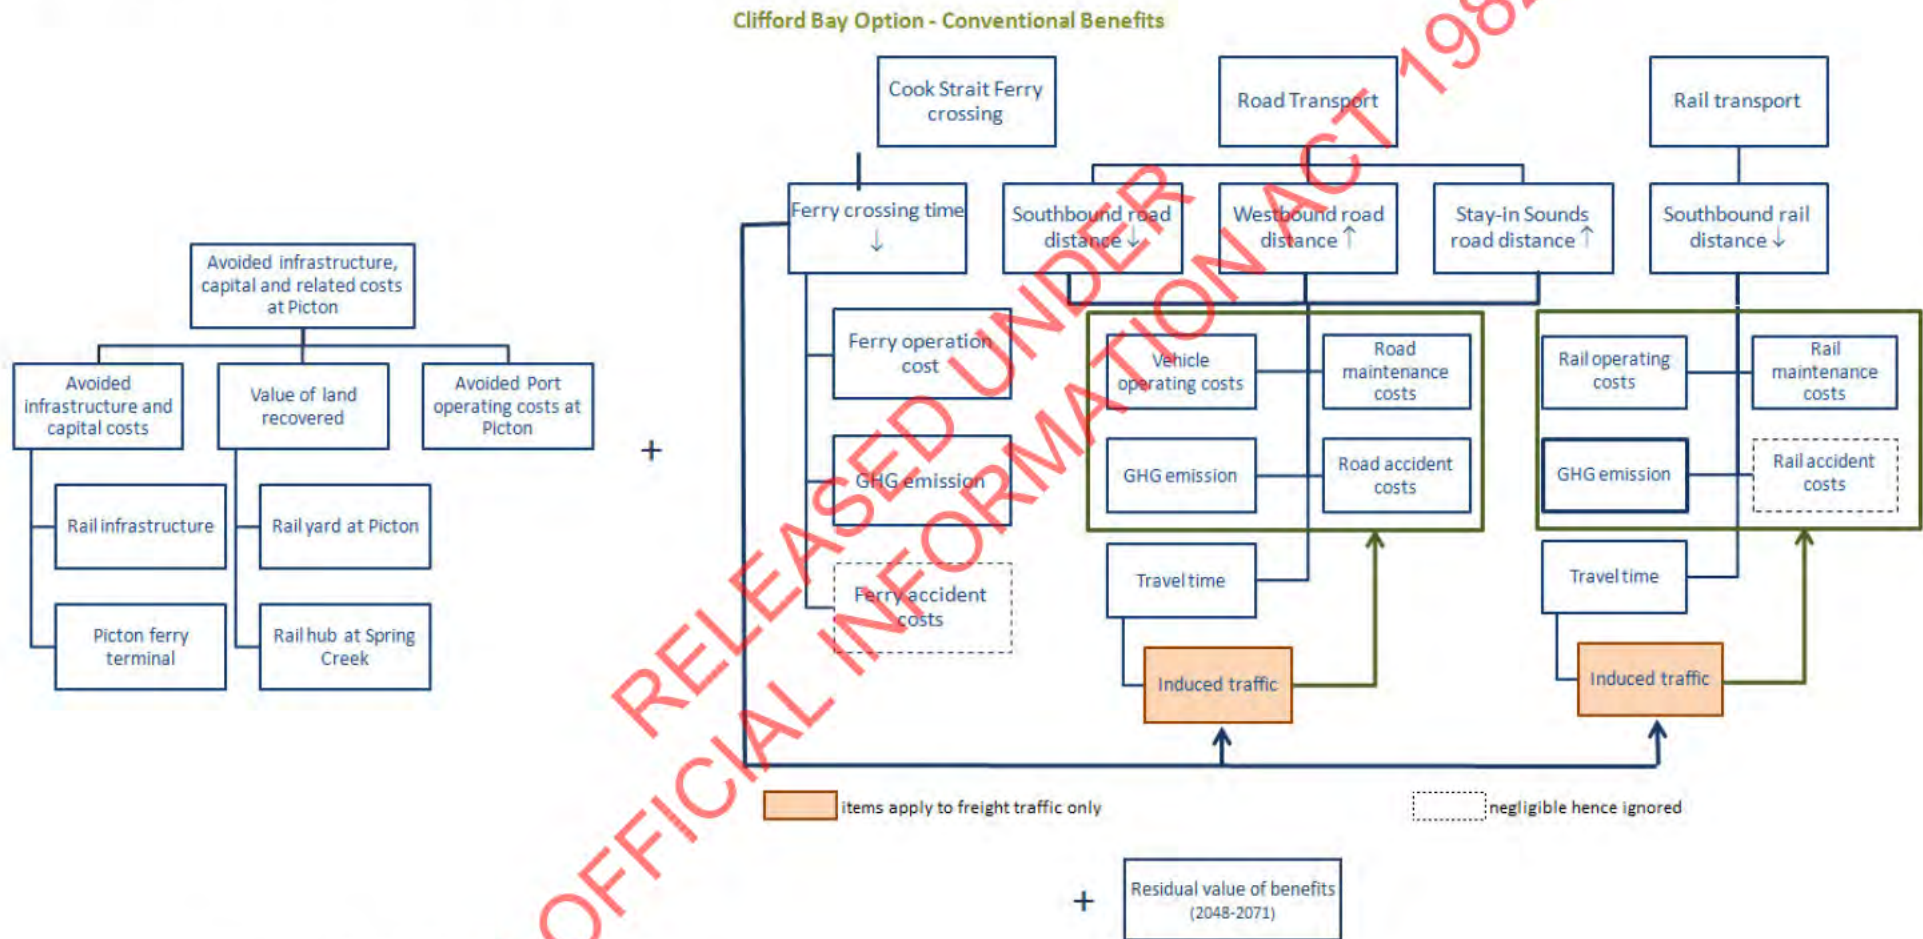 Clifford Bay Option - Conventional Benefits
Cook Strait Ferry
crossing
Road Transport
Rail transport
Ferry crossing time
↓
Southbound road
distance ↓
Westbound road
distance ↑
Stay-in Sounds
road distance ↑
Southbound rail
distance ↓
Avoided infrastructure,
capital and related costs
at Picton
Avoided
infrastructure and
capital costs
Value of land
recovered
Avoided Port
operating costs at
Picton
Rail infrastructure
Rail yard at Picton
Picton ferry
terminal
Rail hub at Spring
Creek
+
Ferry operation
cost
GHG emission
Ferry accident
costs
Vehicle
operating costs
Road
maintenance
costs
GHG emission
Road accident
costs
Travel time
Induced traffic
Rail operating
costs
Rail
maintenance
costs
GHG emission
Rail accident
costs
Travel time
Induced traffic
items apply to freight traffic only
negligible hence ignored
+
Residual value of benefits
(2048-2071)
RELEASED UNDER
OFFICIAL INFORMATION ACT 198